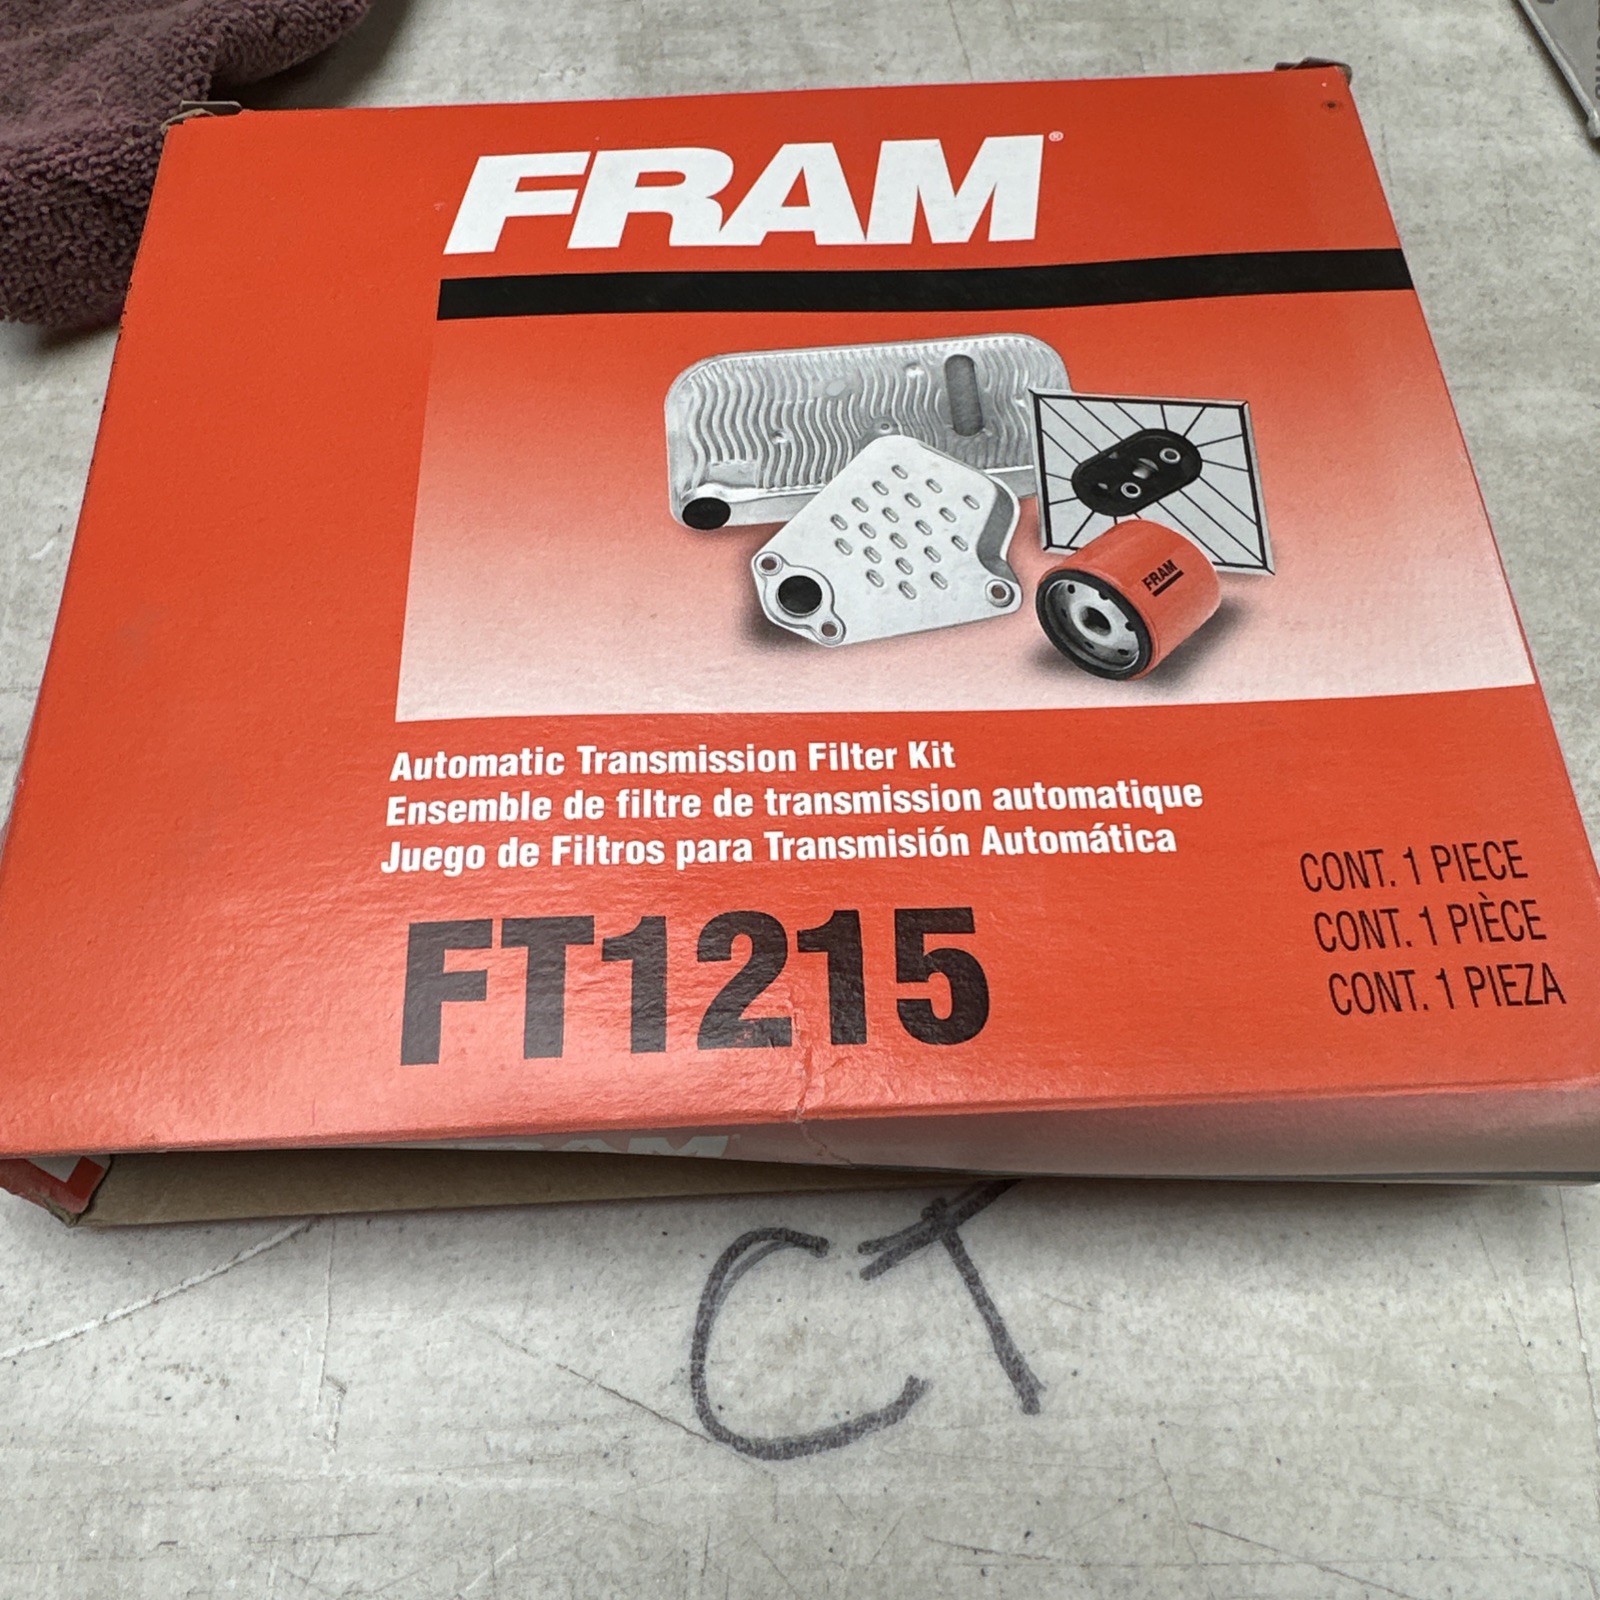 FRAM®
FRAM
Automatic Transmission Filter Kit
Ensemble de filtre de transmission automatique
Juego de Filtros para Transmisión Automática
CONT. 1 PIECE
CONT. 1 PIÈCE
CONT. 1 PIEZA
FT1215
FRAM
CT